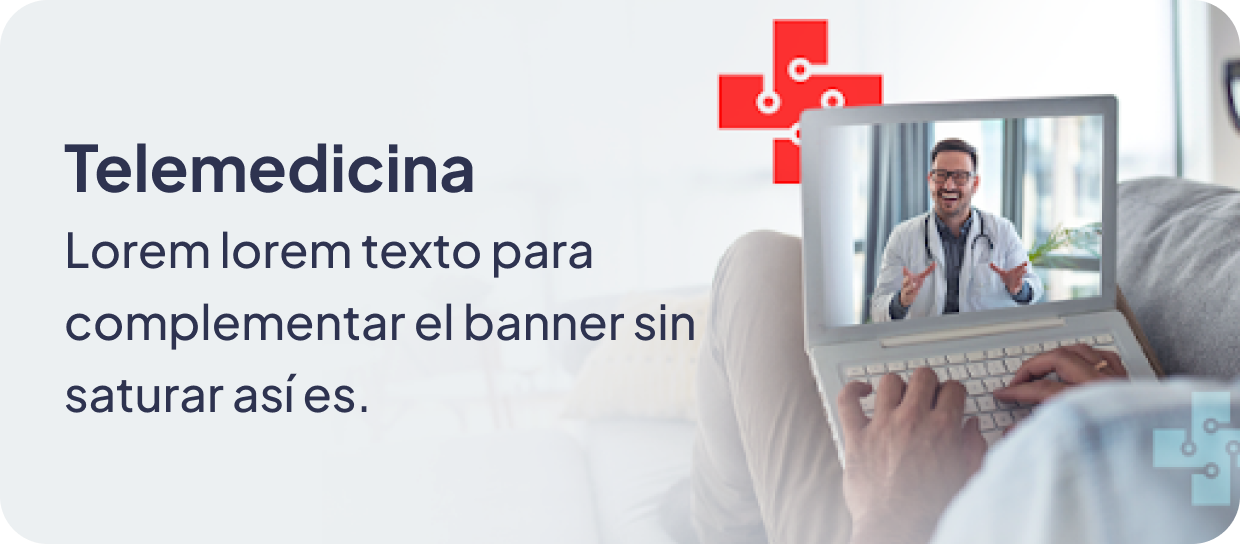 Telemedicina
Lorem lorem texto para
complementar el banner sin
saturar así es.